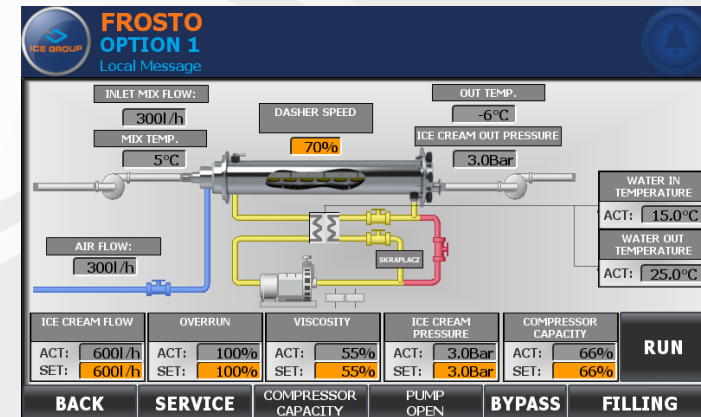 ICE GROUP
FROSTO
OPTION 1
Local Message
INLET MIX FLOW:
300l/h
MIX TEMP.
5°C
DASHER SPEED
70%
OUT TEMP.
-6°C
ICE CREAM OUT PRESSURE
3.0Bar
WATER IN
TEMPERATURE
ACT: 15.0°C
WATER OUT
TEMPERATURE
ACT: 25.0°C
AIR FLOW:
300l/h
SKRAPLACZ
ICE CREAM FLOW
ACT: 600l/h
SET: 600l/h
OVERRUN
ACT: 100%
SET: 100%
VISCOSITY
ACT: 55%
SET: 55%
ICE CREAM
PRESSURE
ACT: 3.0Bar
SET: 3.0Bar
COMPRESSOR
CAPACITY
ACT: 66%
SET: 66%
RUN
BACK
SERVICE
COMPRESSOR
CAPACITY
PUMP
OPEN
BYPASS
FILLING